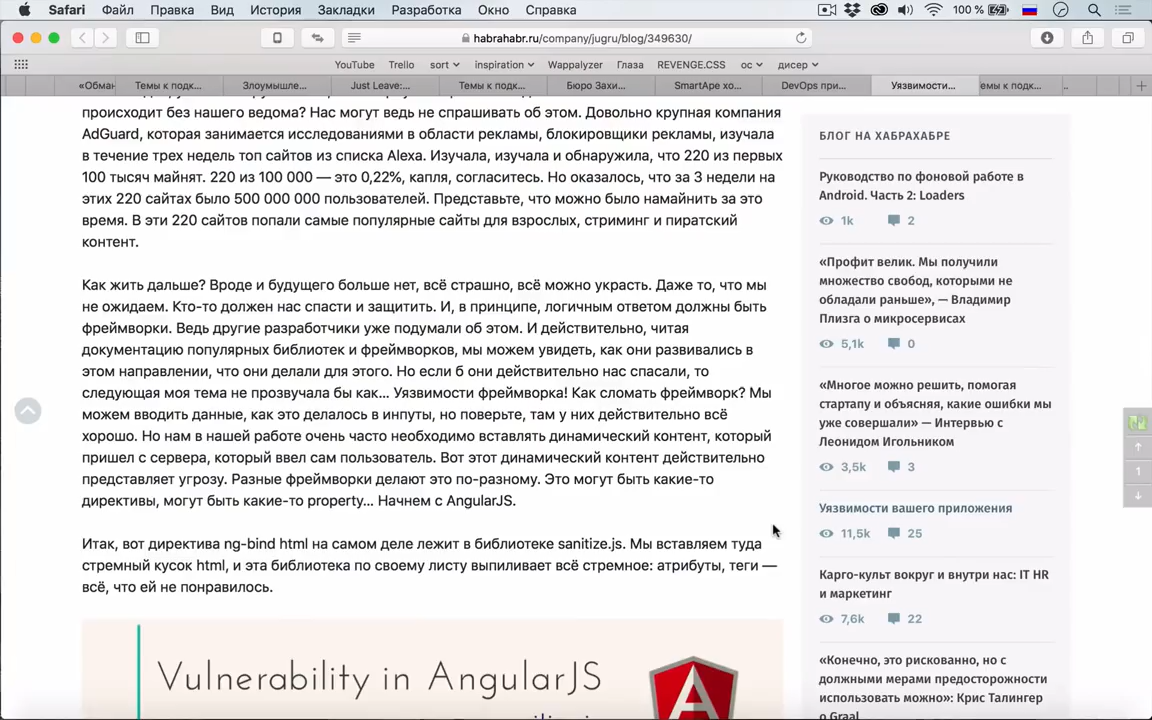 Safari Файл Правка Вид История Закладки Разработка Окно Справка 100 %
habrahabr.ru/company/jugru/blog/349630/
YouTube Trello sort inspiration Wappalyzer Глаза REVENGE.CSS ос дисер
«Обман Темы к подк... Злоумышле... Just Leave:... Темы к подк... Бюро Захи... SmartApe хо... DevOps при... Уязвимости... емы к подк... ..
происходит без нашего ведома? Нас могут ведь не спрашивать об этом. Довольно крупная компания
AdGuard, которая занимается исследованиями в области рекламы, блокировщики рекламы, изучала
в течение трех недель топ сайтов из списка Alexa. Изучала, изучала и обнаружила, что 220 из первых
100 тысяч майнят. 220 из 100 000 — это 0,22%, капля, согласитесь. Но оказалось, что за 3 недели на
этих 220 сайтах было 500 000 000 пользователей. Представьте, что можно было намайнить за это
время. В эти 220 сайтов попали самые популярные сайты для взрослых, стриминг и пиратский
контент.
Как жить дальше? Вроде и будущего больше нет, всё страшно, всё можно украсть. Даже то, что мы
не ожидаем. Кто-то должен нас спасти и защитить. И, в принципе, логичным ответом должны быть
фреймворки. Ведь другие разработчики уже подумали об этом. И действительно, читая
документацию популярных библиотек и фреймворков, мы можем увидеть, как они развивались в
этом направлении, что они делали для этого. Но если б они действительно нас спасали, то
следующая моя тема не прозвучала бы как... Уязвимости фреймворка! Как сломать фреймворк? Мы
можем вводить данные, как это делалось в инпуты, но поверьте, там у них действительно всё
хорошо. Но нам в нашей работе очень часто необходимо вставлять динамический контент, который
пришел с сервера, который ввел сам пользователь. Вот этот динамический контент действительно
представляет угрозу. Разные фреймворки делают это по-разному. Это могут быть какие-то
директивы, могут быть какие-то property... Начнем с AngularJS.
Итак, вот директива ng-bind html на самом деле лежит в библиотеке sanitize.js. Мы вставляем туда
стремный кусок html, и эта библиотека по своему листу выпиливает всё стремное: атрибуты, теги —
всё, что ей не понравилось.
Vulnerability in AngularJS
БЛОГ НА ХАБРАХАБРЕ
Руководство по фоновой работе в
Android. Часть 2: Loaders
1k 2
«Профит велик. Мы получили
множество свобод, которыми не
обладали раньше», — Владимир
Плизга о микросервисах
5,1k 0
«Многое можно решить, помогая
стартапу и объясняя, какие ошибки мы
уже совершали» — Интервью с
Леонидом Игольником
3,5k 3
Уязвимости вашего приложения
11,5k 25
Карго-культ вокруг и внутри нас: IT HR
и маркетинг
7,6k 22
«Конечно, это рискованно, но с
должными мерами предосторожности
использовать можно»: Крис Талингер
о Graal
1